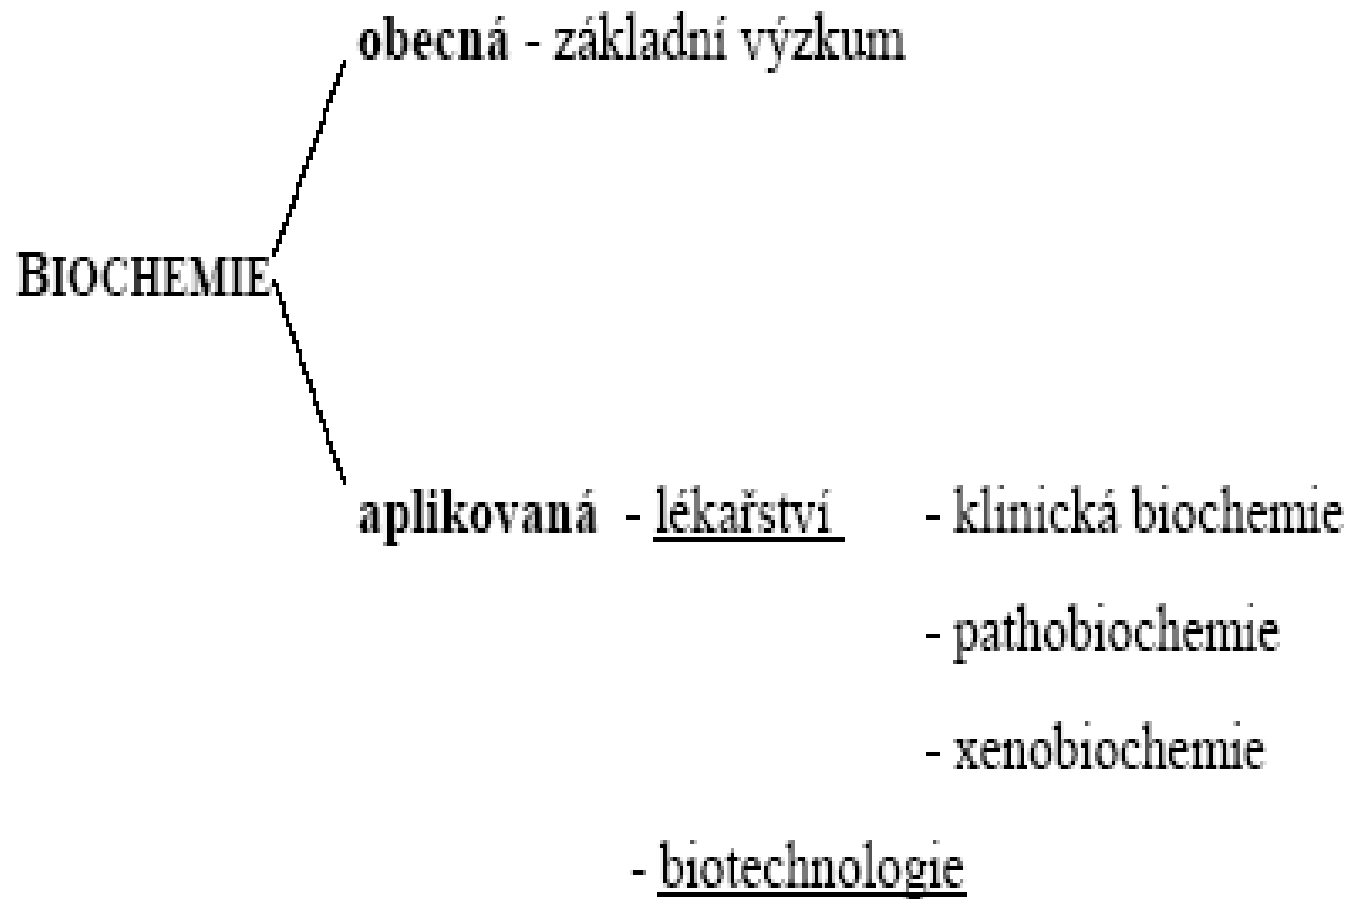 obecná - základní výzkum
BIOCHEMIE
aplikovaná - lékařství - klinická biochemie
- pathobiochemie
- xenobiochemie
- biotechnologie